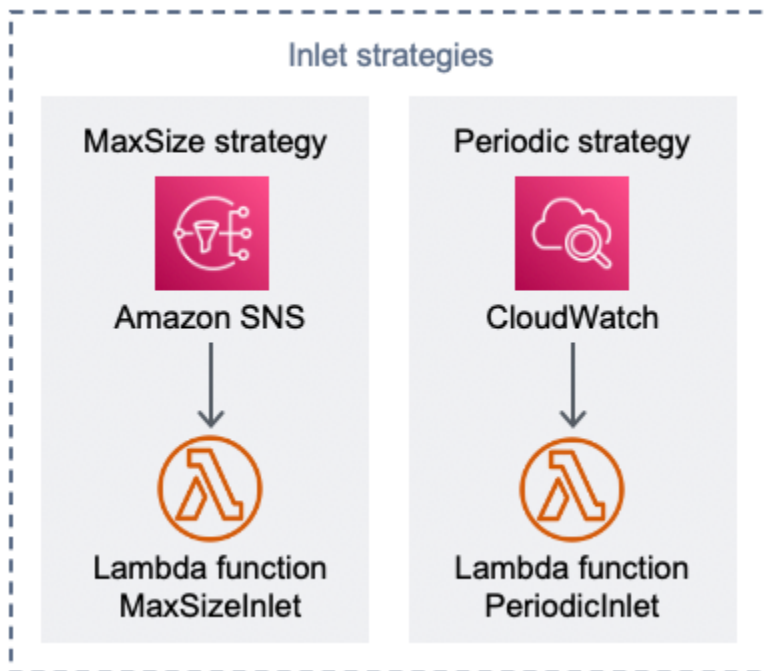 Inlet strategies
MaxSize strategy
Amazon SNS
Lambda function
MaxSizeInlet
Periodic strategy
CloudWatch
Lambda function
PeriodicInlet